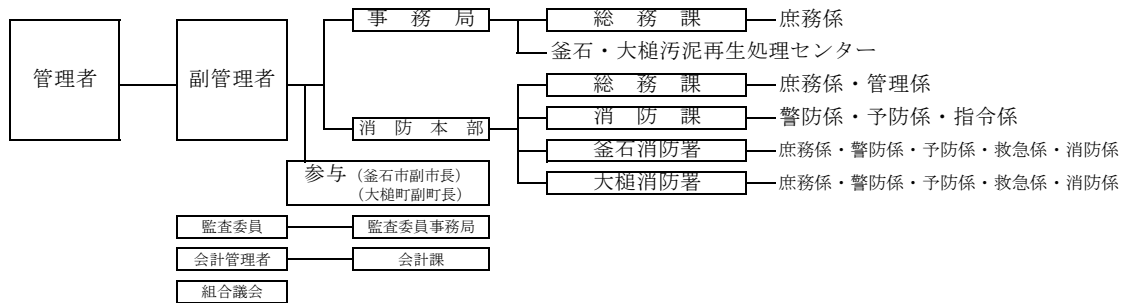 事　務　局
総　務　課
庶務係
釜石・大槌汚泥再生処理センター
管理者
副管理者
総　務　課
庶務係・管理係
消　防　課
警防係・予防係・指令係
消　防　本　部
釜石消防署
庶務係・警防係・予防係・救急係・消防係
大槌消防署
庶務係・警防係・予防係・救急係・消防係
参与（釜石市副市長）
（大槌町副町長）
監査委員
監査委員事務局
会計管理者
会計課
組合議会